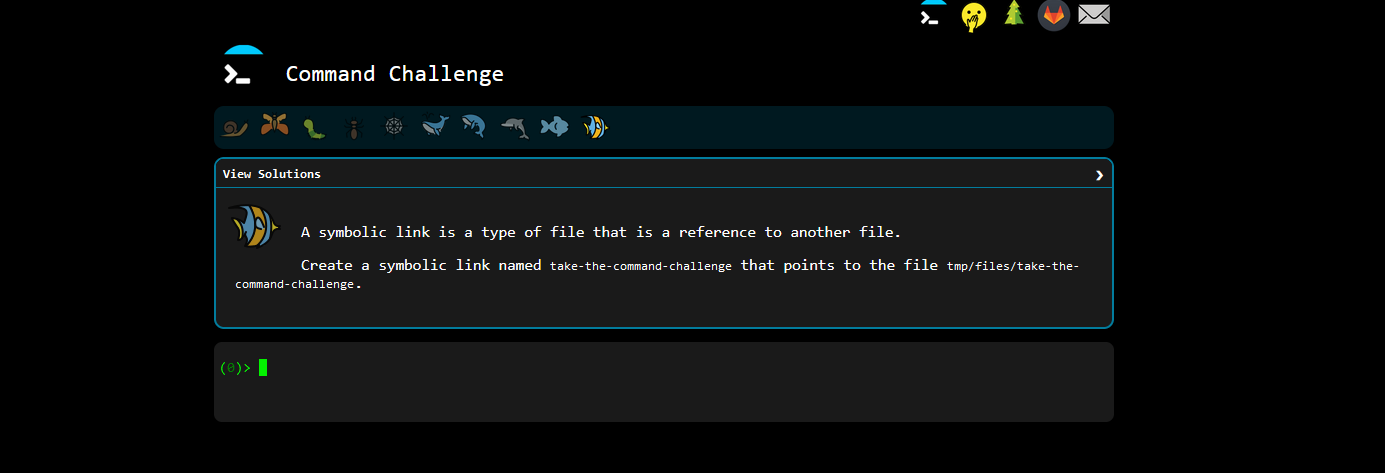 Command Challenge
View Solutions
A symbolic link is a type of file that is a reference to another file.
Create a symbolic link named take-the-command-challenge that points to the file tmp/files/take-the-
command-challenge.
(0)>